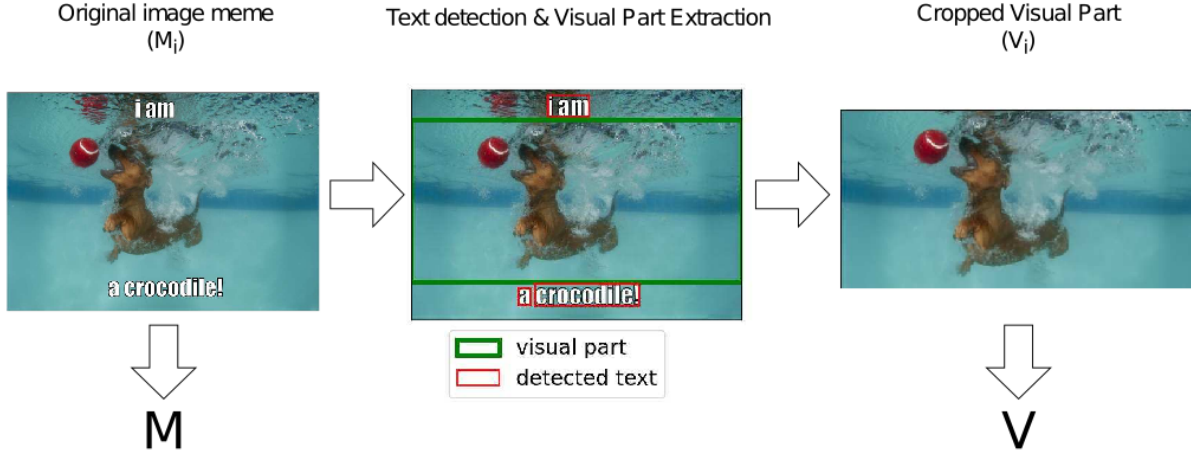 Original image meme
(Mi)
Text detection & Visual Part Extraction
Cropped Visual Part
(Vi)
i am
a crocodile!
i am
a crocodile!
visual part
detected text
M
V